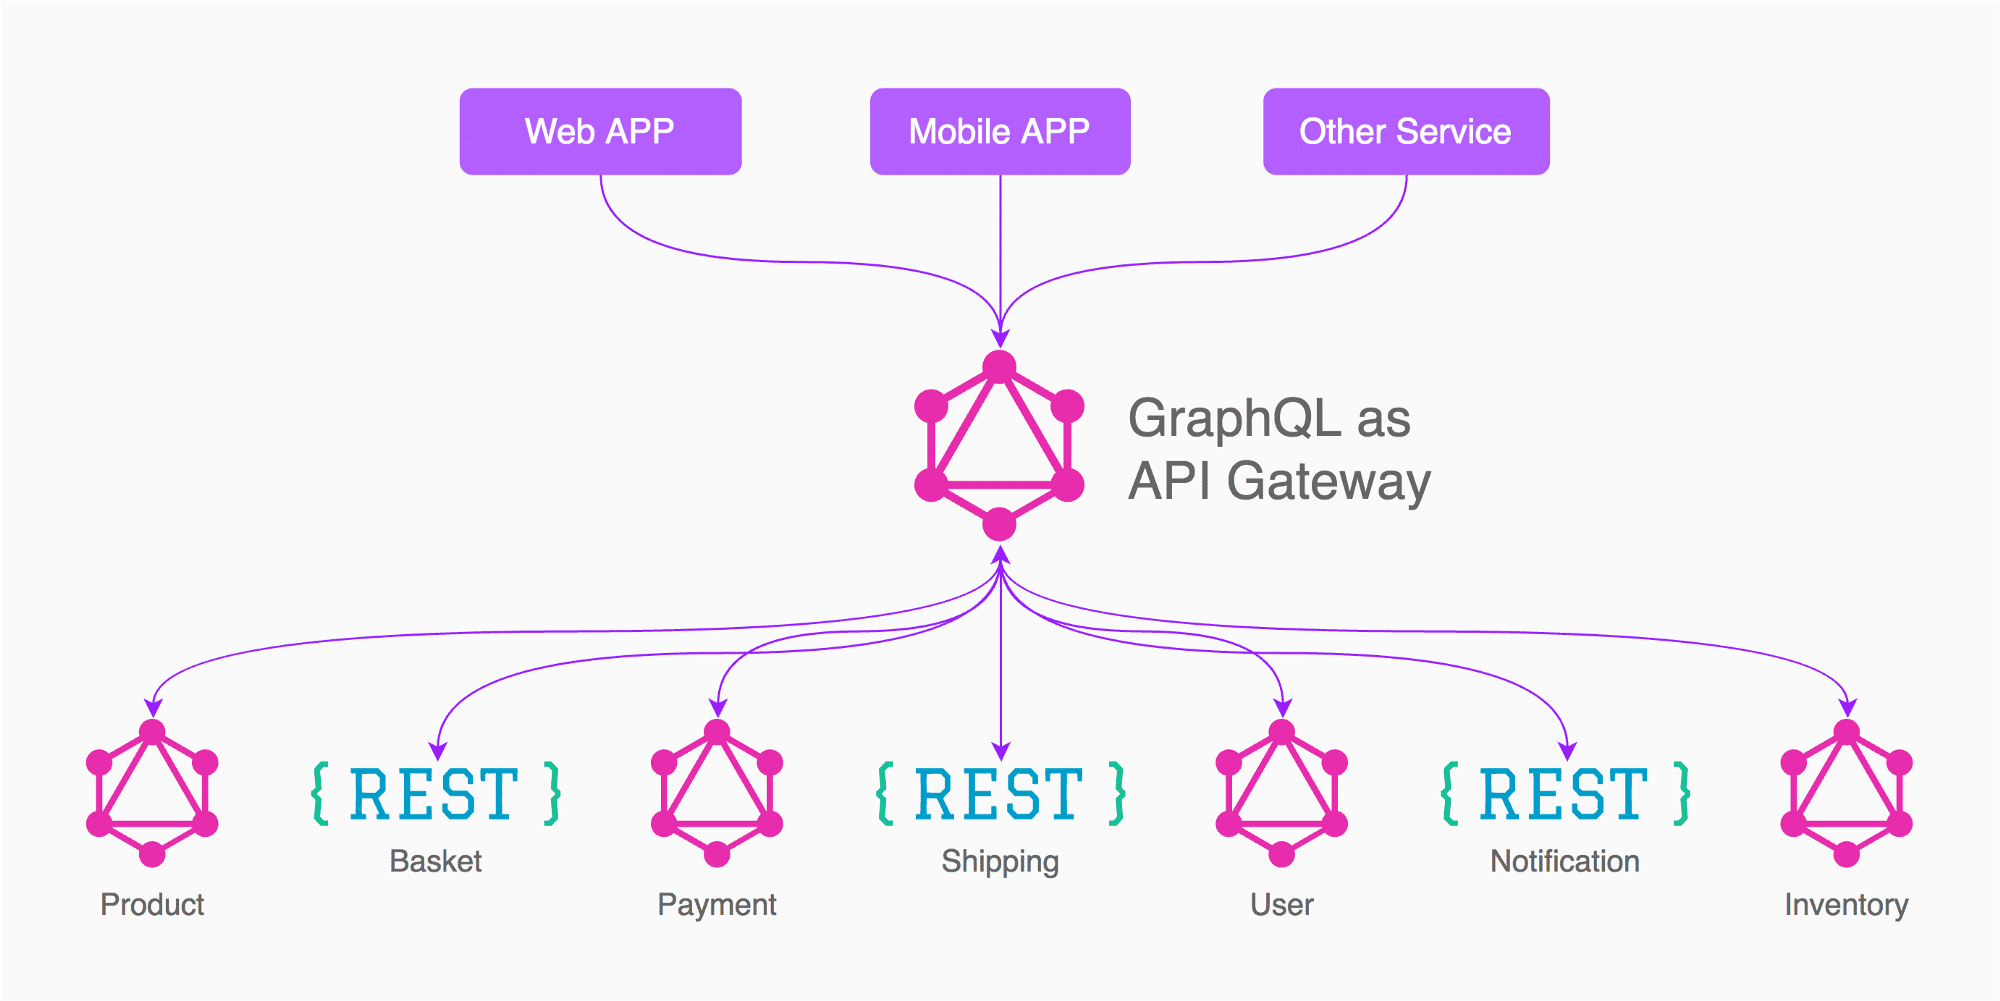 Web APP
Mobile APP
Other Service
GraphQL as
API Gateway
{ REST }
{ REST }
{ REST }
Basket
Shipping
Notification
Product
Payment
User
Inventory